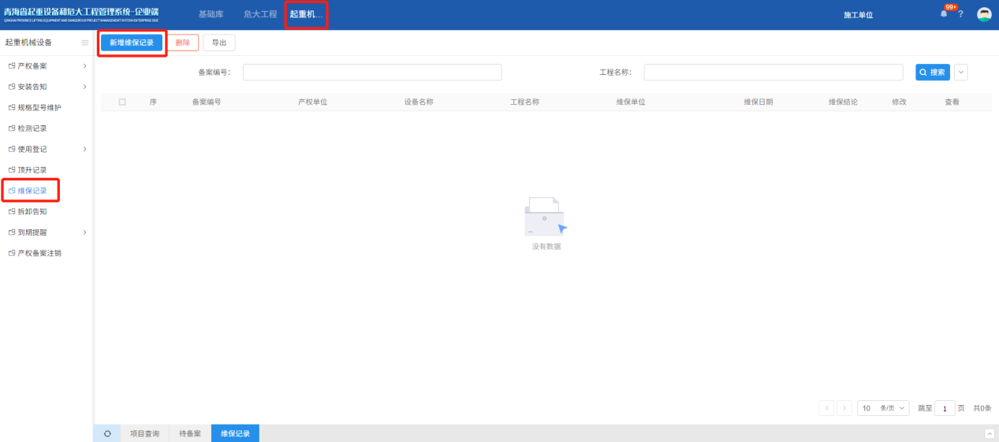 青海省起重设备和危大工程管理系统-企业端
QINGHAI PROVINCE LIFTING EQUIPMENT AND DANGEROUS PROJECT MANAGEMENT SYSTEM ENTERPRISE SIDE
基础库 危大工程 起重机... 施工单位 99+ ?
起重机械设备
产权备案
安装告知
规格型号维护
检测记录
使用登记
顶升记录
维保记录
拆卸告知
到期提醒
产权备案注销
新增维保记录 删除 导出
备案编号: 工程名称: 搜索
序 备案编号 产权单位 设备名称 工程名称 维保单位 维保日期 维保结论 修改 查看
没有数据
10 条/页 跳至 1 页 共0条
项目查询 待备案 维保记录